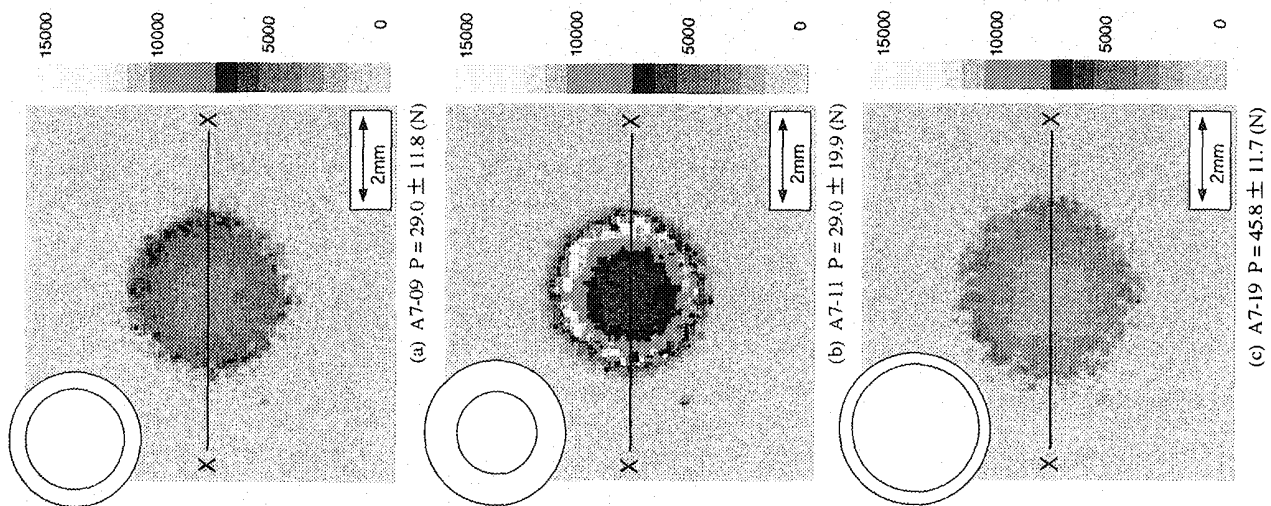 15000
10000
5000
0
X
X
2mm
(a) A7-09 P = 29.0 ± 11.8 (N)
15000
10000
5000
0
X
X
2mm
(b) A7-11 P = 29.0 ± 19.9 (N)
15000
10000
5000
0
X
X
2mm
(c) A7-19 P = 45.8 ± 11.7 (N)